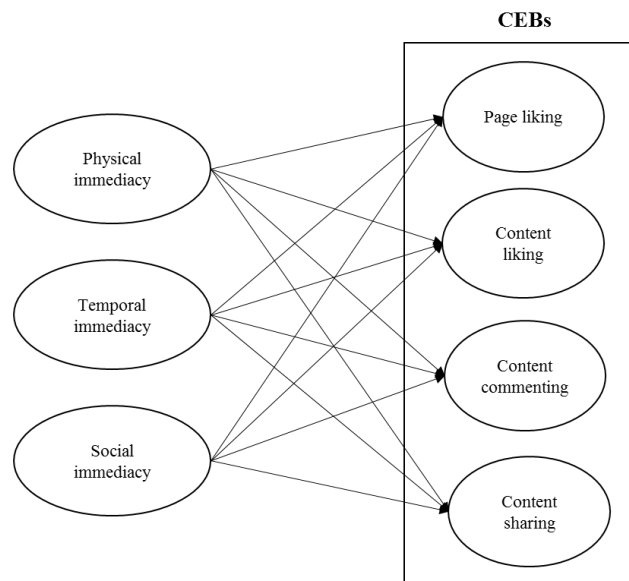 CEBs
Physical
immediacy
Temporal
immediacy
Social
immediacy
Page liking
Content
liking
Content
commenting
Content
sharing